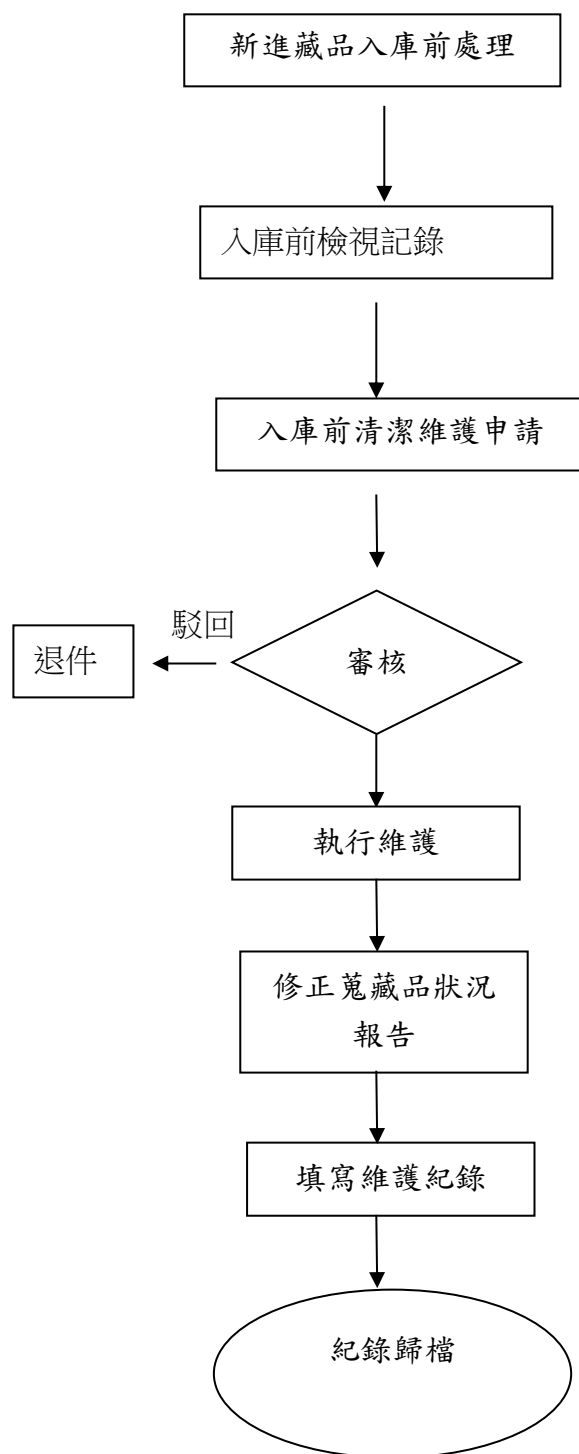 新進藏品入庫前處理
入庫前檢視記錄
入庫前清潔維護申請
駁回
退件
審核
執行維護
修正蒐藏品狀況
報告
填寫維護紀錄
紀錄歸檔